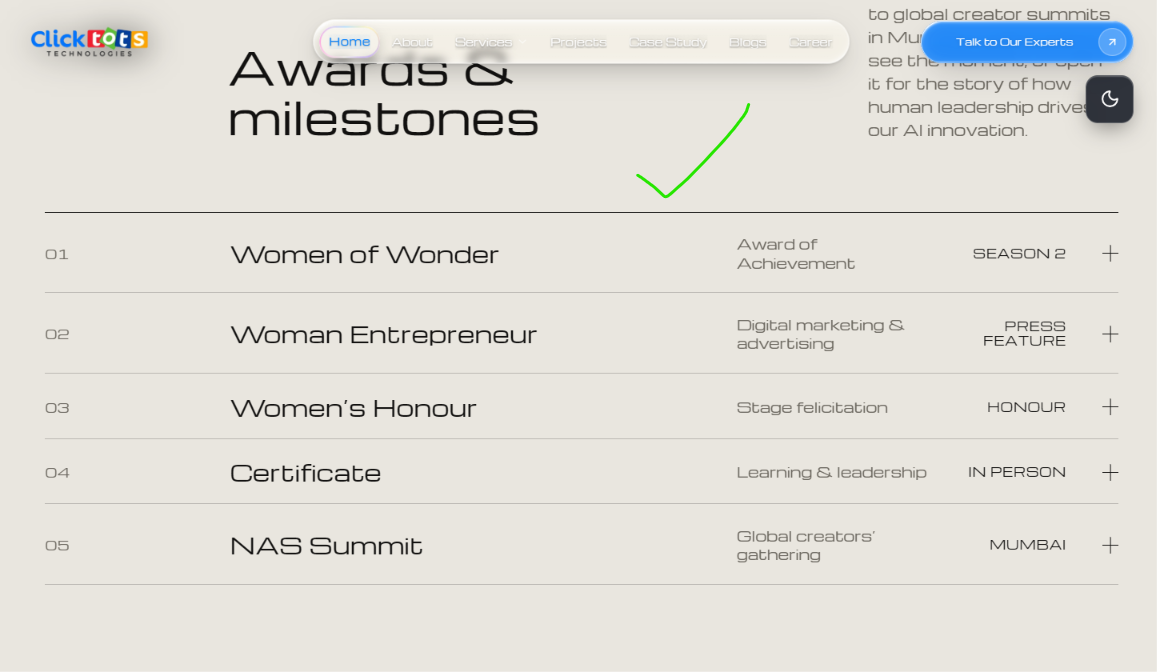 Clicktots
TECHNOLOGIES
Home About Services Projects Case Study Blogs Career
Talk to Our Experts
Awards &
milestones
to global creator summits
in
see the moment, or open
it for the story of how
human leadership drives
our AI innovation.
01 Women of Wonder Award of Achievement SEASON 2
02 Woman Entrepreneur Digital marketing & advertising PRESS FEATURE
03 Women's Honour Stage felicitation HONOUR
04 Certificate Learning & leadership IN PERSON
05 NAS Summit Global creators' gathering MUMBAI